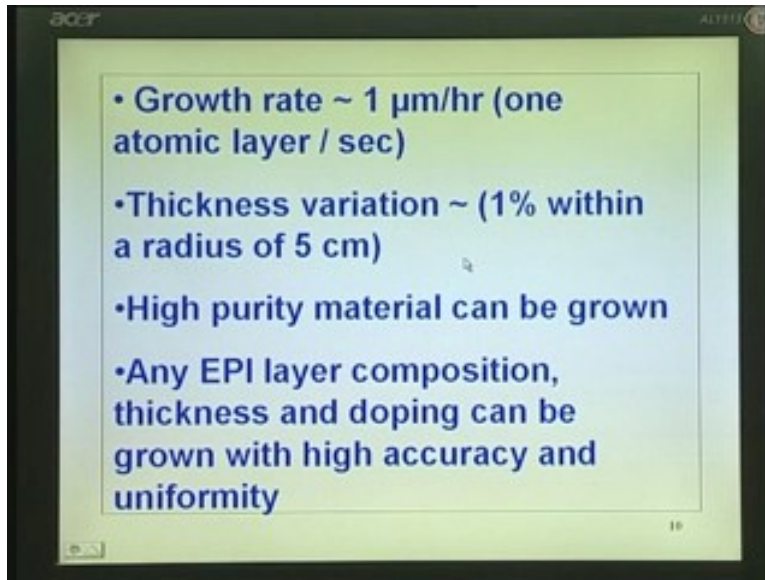 acer
• Growth rate ~ 1 µm/hr (one
atomic layer / sec)
•Thickness variation ~ (1% within
a radius of 5 cm)
•High purity material can be grown
•Any EPI layer composition,
thickness and doping can be
grown with high accuracy and
uniformity
10